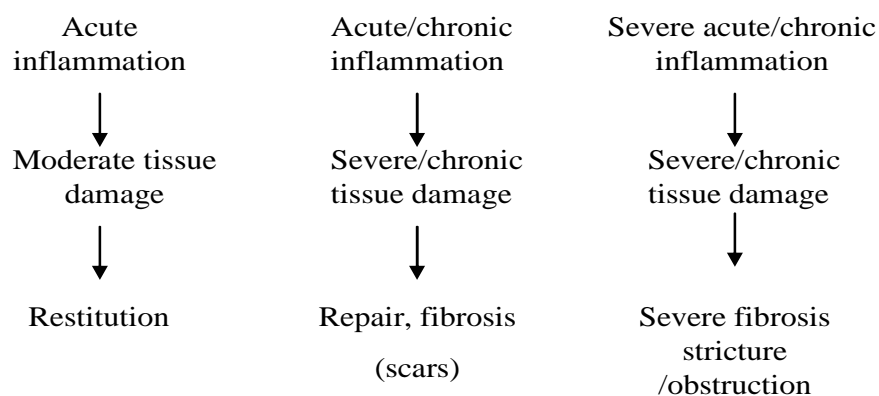 Acute
inflammation
Moderate tissue
damage
Restitution
Acute/chronic
inflammation
Severe/chronic
tissue damage
Repair, fibrosis
(scars)
Severe acute/chronic
inflammation
Severe/chronic
tissue damage
Severe fibrosis
stricture
/obstruction